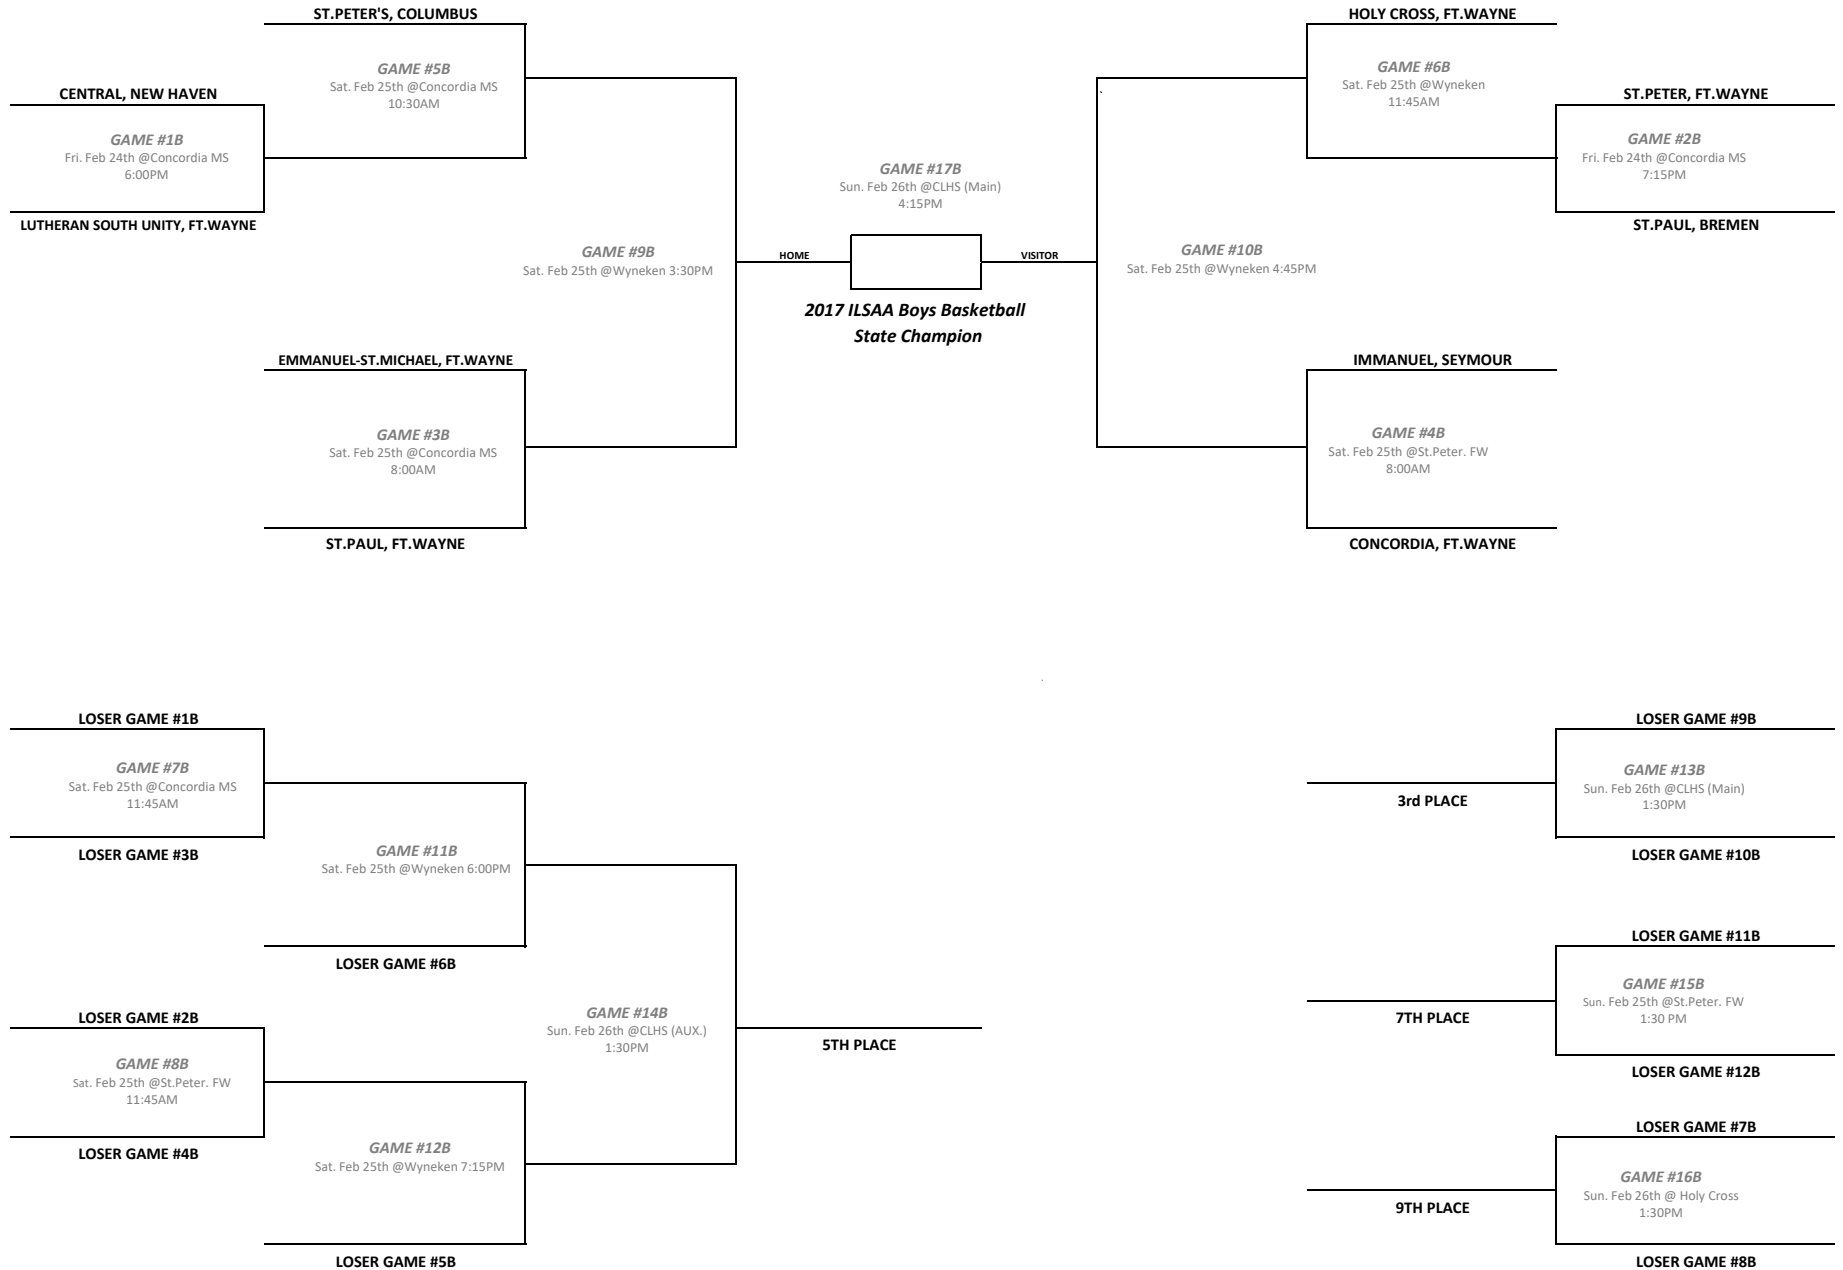 ST.PETER'S, COLUMBUS
HOLY CROSS, FT.WAYNE
GAME #5B
Sat. Feb 25th @Concordia MS
10:30AM
GAME #6B
Sat. Feb 25th @Wyneken
11:45AM
CENTRAL, NEW HAVEN
ST.PETER, FT.WAYNE
GAME #1B
Fri. Feb 24th @Concordia MS
6:00PM
GAME #2B
Fri. Feb 24th @Concordia MS
7:15PM
GAME #17B
Sun. Feb 26th @CLHS (Main)
4:15PM
LUTHERAN SOUTH UNITY, FT.WAYNE
ST.PAUL, BREMEN
GAME #9B
Sat. Feb 25th @Wyneken 3:30PM
HOME
VISITOR
GAME #10B
Sat. Feb 25th @Wyneken 4:45PM
2017 ILSAA Boys Basketball
State Champion
EMMANUEL-ST.MICHAEL, FT.WAYNE
IMMANUEL, SEYMOUR
GAME #3B
Sat. Feb 25th @Concordia MS
8:00AM
GAME #4B
Sat. Feb 25th @St.Peter. FW
8:00AM
ST.PAUL, FT.WAYNE
CONCORDIA, FT.WAYNE
LOSER GAME #1B
LOSER GAME #9B
GAME #7B
Sat. Feb 25th @Concordia MS
11:45AM
GAME #13B
Sun. Feb 26th @CLHS (Main)
1:30PM
3rd PLACE
LOSER GAME #3B
LOSER GAME #10B
GAME #11B
Sat. Feb 25th @Wyneken 6:00PM
LOSER GAME #11B
LOSER GAME #6B
GAME #15B
Sun. Feb 25th @St.Peter. FW
1:30 PM
7TH PLACE
LOSER GAME #2B
GAME #14B
Sun. Feb 26th @CLHS (AUX.)
1:30PM
5TH PLACE
GAME #8B
Sat. Feb 25th @St.Peter. FW
11:45AM
LOSER GAME #12B
LOSER GAME #4B
LOSER GAME #7B
GAME #12B
Sat. Feb 25th @Wyneken 7:15PM
GAME #16B
Sun. Feb 26th @ Holy Cross
1:30PM
9TH PLACE
LOSER GAME #5B
LOSER GAME #8B